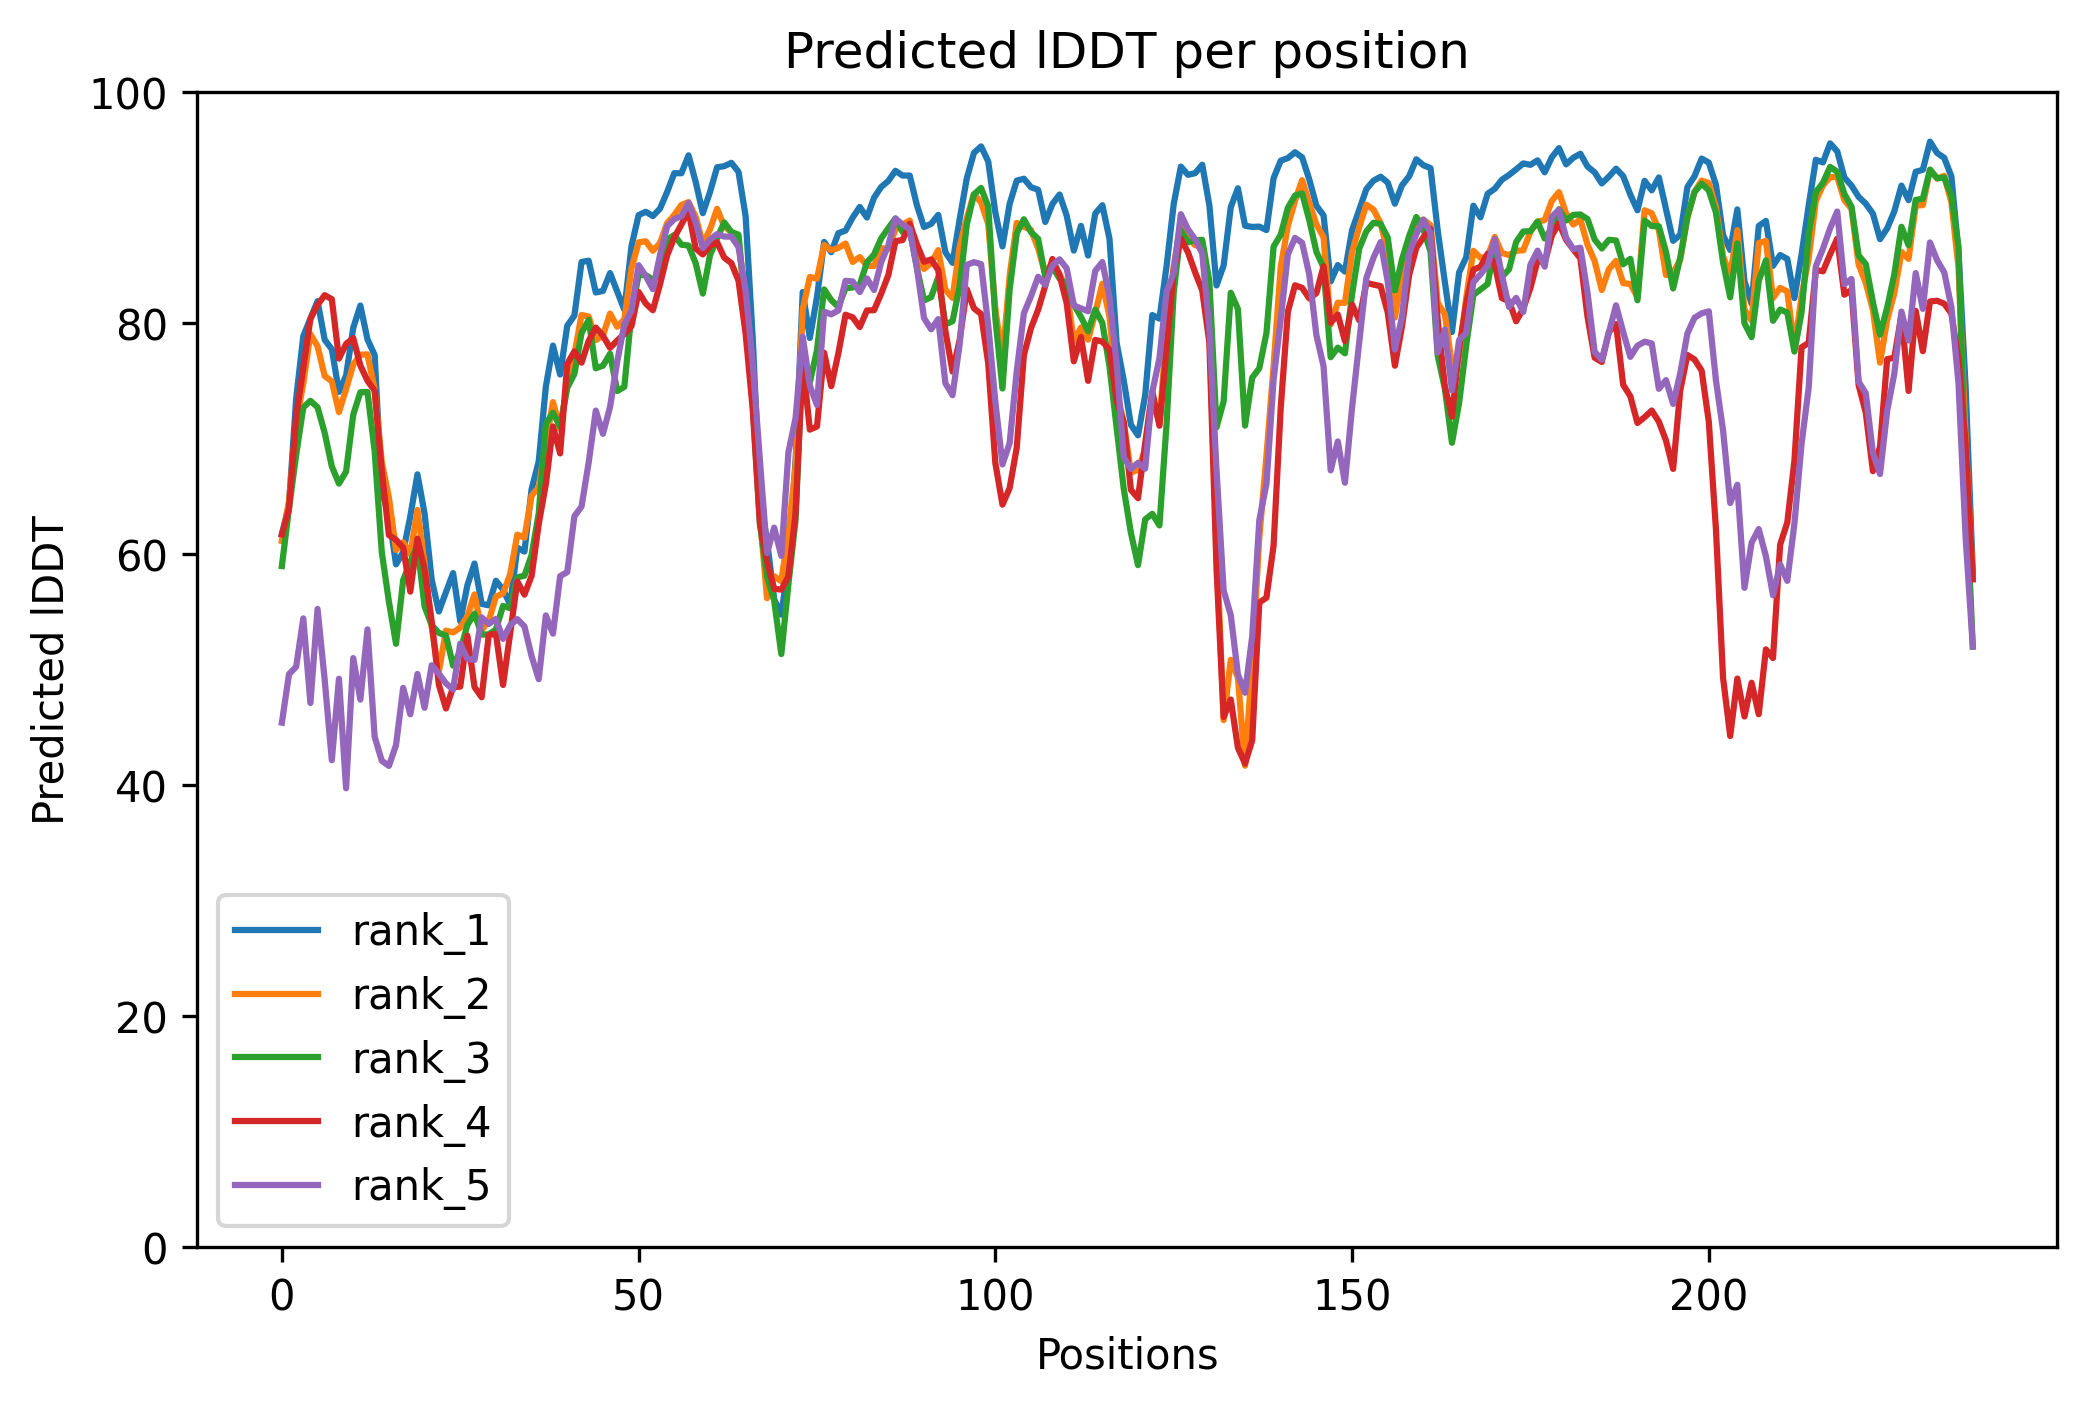 Predicted lDDT per position
100
80
60
40
20
0
Predicted lDDT
rank_1
rank_2
rank_3
rank_4
rank_5
0 50 100 150 200
Positions